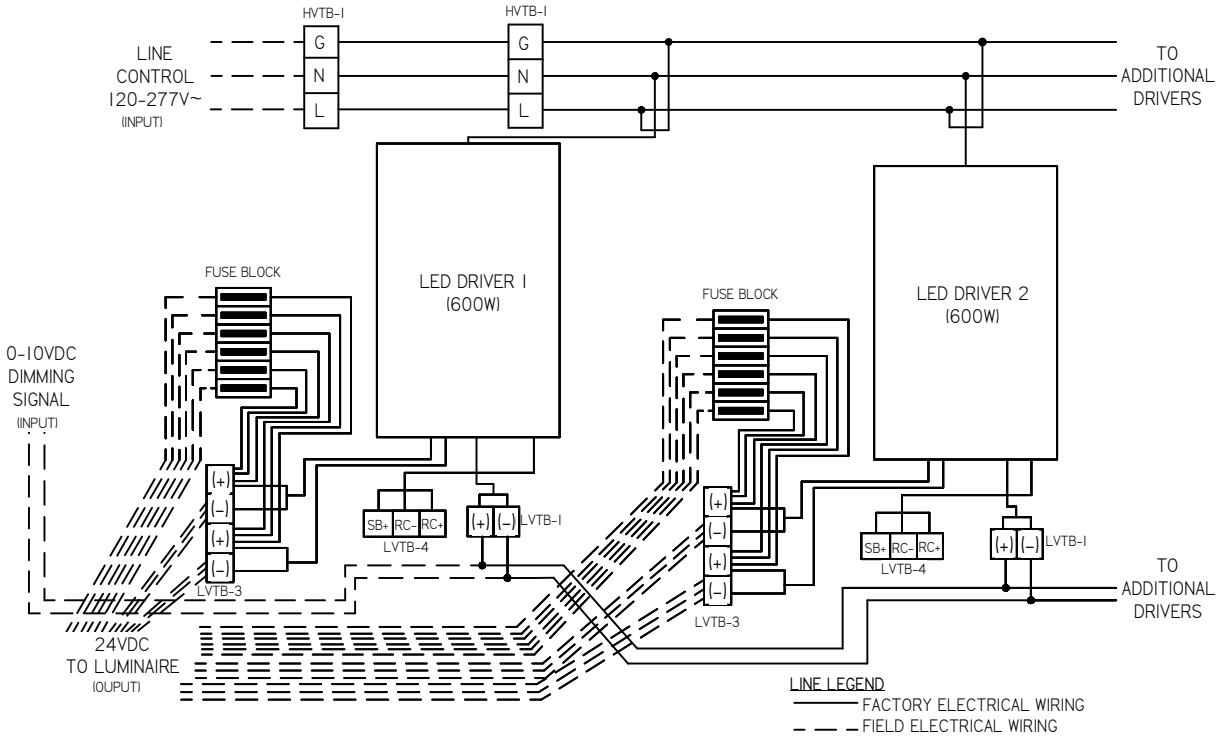 HVTB-1
HVTB-1
G
N
L
G
N
L
LINE
CONTROL
120-277V~
(INPUT)
TO
ADDITIONAL
DRIVERS
LED DRIVER 1
(600W)
LED DRIVER 2
(600W)
FUSE BLOCK
FUSE BLOCK
0-10VDC
DIMMING
SIGNAL
(INPUT)
(+)
(-)
(+)
(-)
LVTB-3
SB+ RC- RC+
LVTB-4
(+) (-)
LVTB-1
(+)
(-)
(+)
(-)
LVTB-3
SB+ RC- RC+
LVTB-4
(+) (-)
LVTB-1
TO
ADDITIONAL
DRIVERS
24VDC
TO LUMINAIRE
(OUPUT)
LINE LEGEND
FACTORY ELECTRICAL WIRING
FIELD ELECTRICAL WIRING